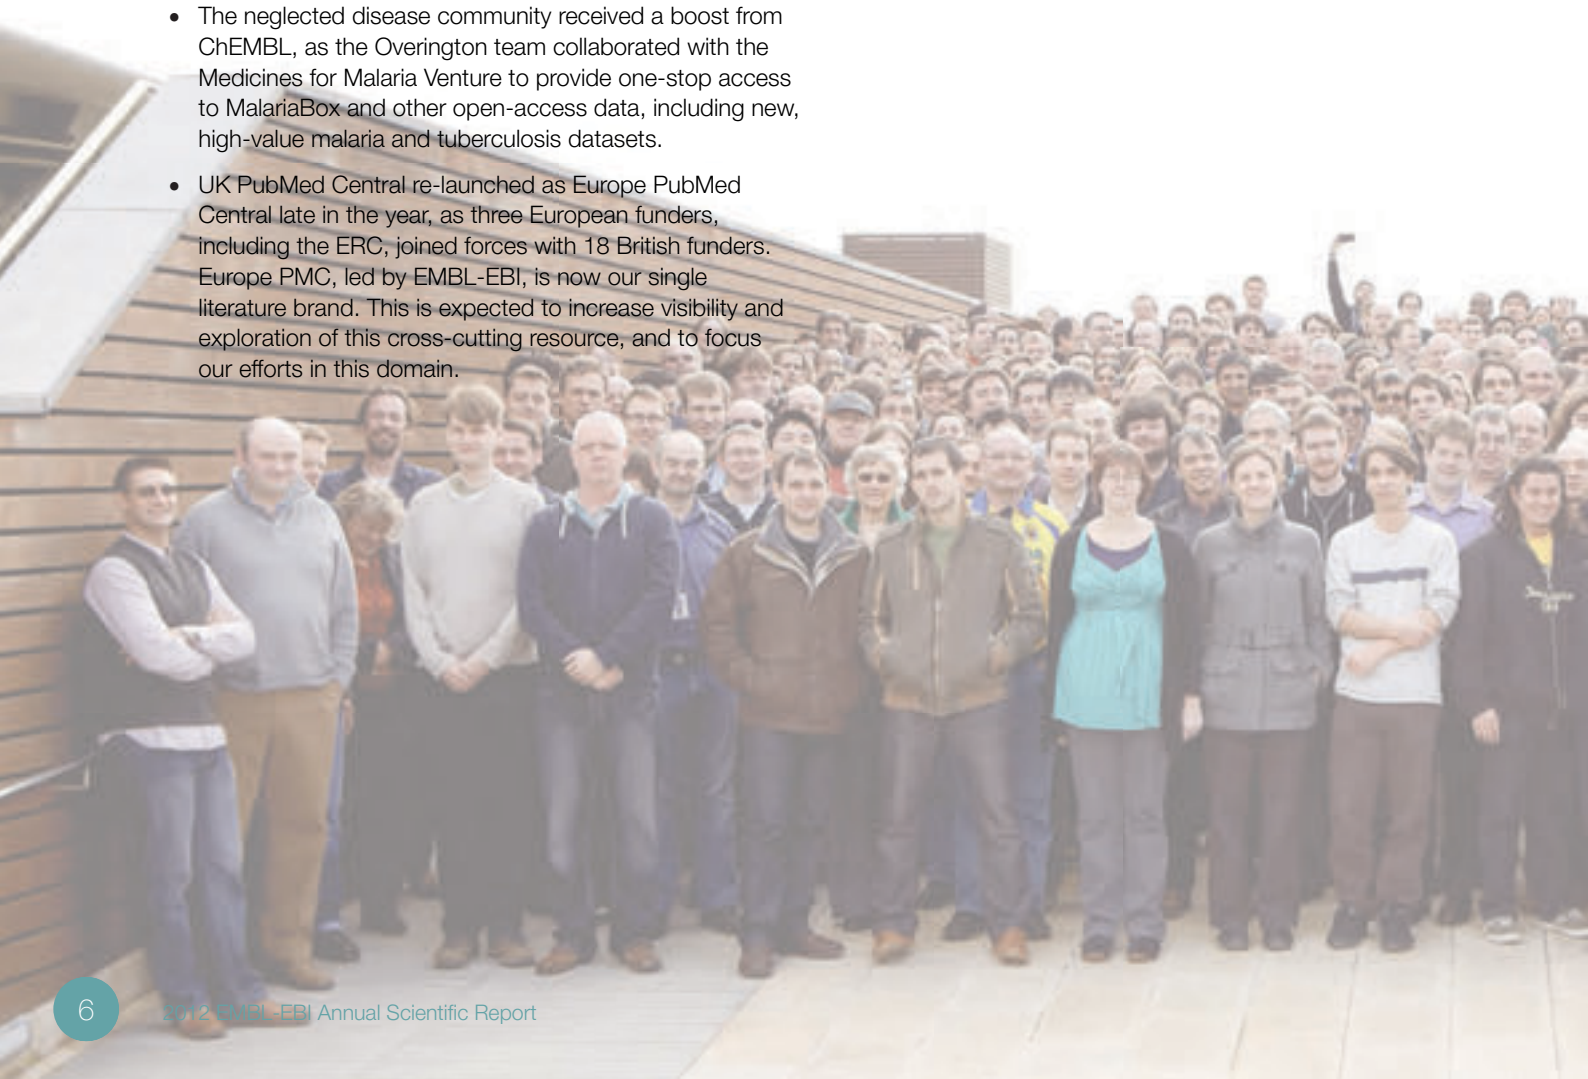 • The neglected disease community received a boost from
ChEMBL, as the Overington team collaborated with the
Medicines for Malaria Venture to provide one-stop access
to MalariaBox and other open-access data, including new,
high-value malaria and tuberculosis datasets.
• UK PubMed Central re-launched as Europe PubMed
Central late in the year, as three European funders,
including the ERC, joined forces with 18 British funders.
Europe PMC, led by EMBL-EBI, is now our single
literature brand. This is expected to increase visibility and
exploration of this cross-cutting resource, and to focus
our efforts in this domain.
6 2012 EMBL-EBI Annual Scientific Report